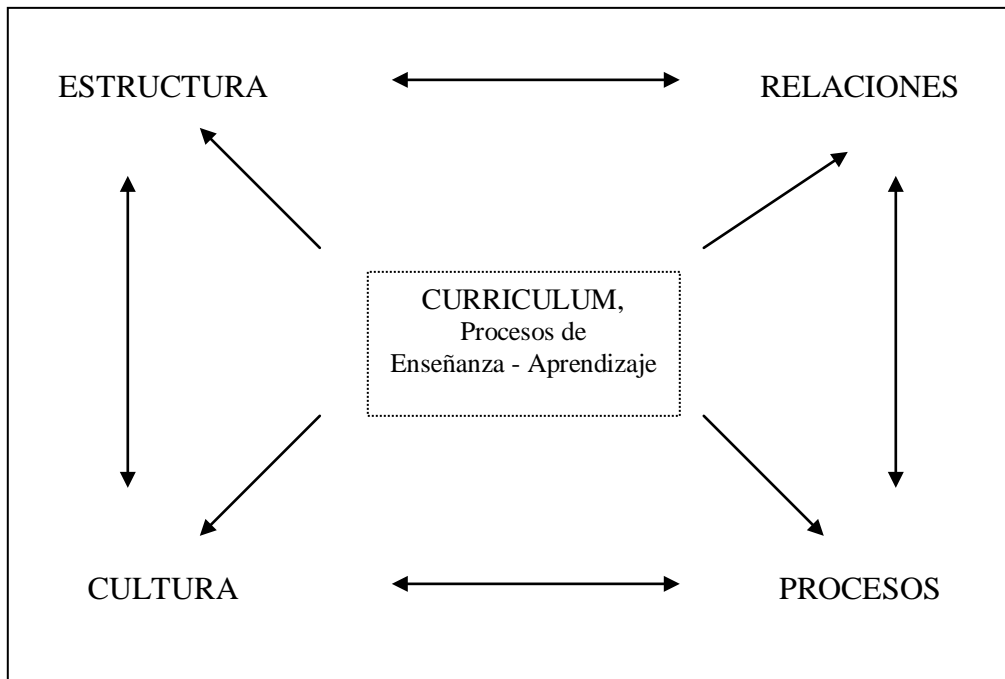 ESTRUCTURA
RELACIONES
CURRICULUM,
Procesos de
Enseñanza - Aprendizaje
CULTURA
PROCESOS